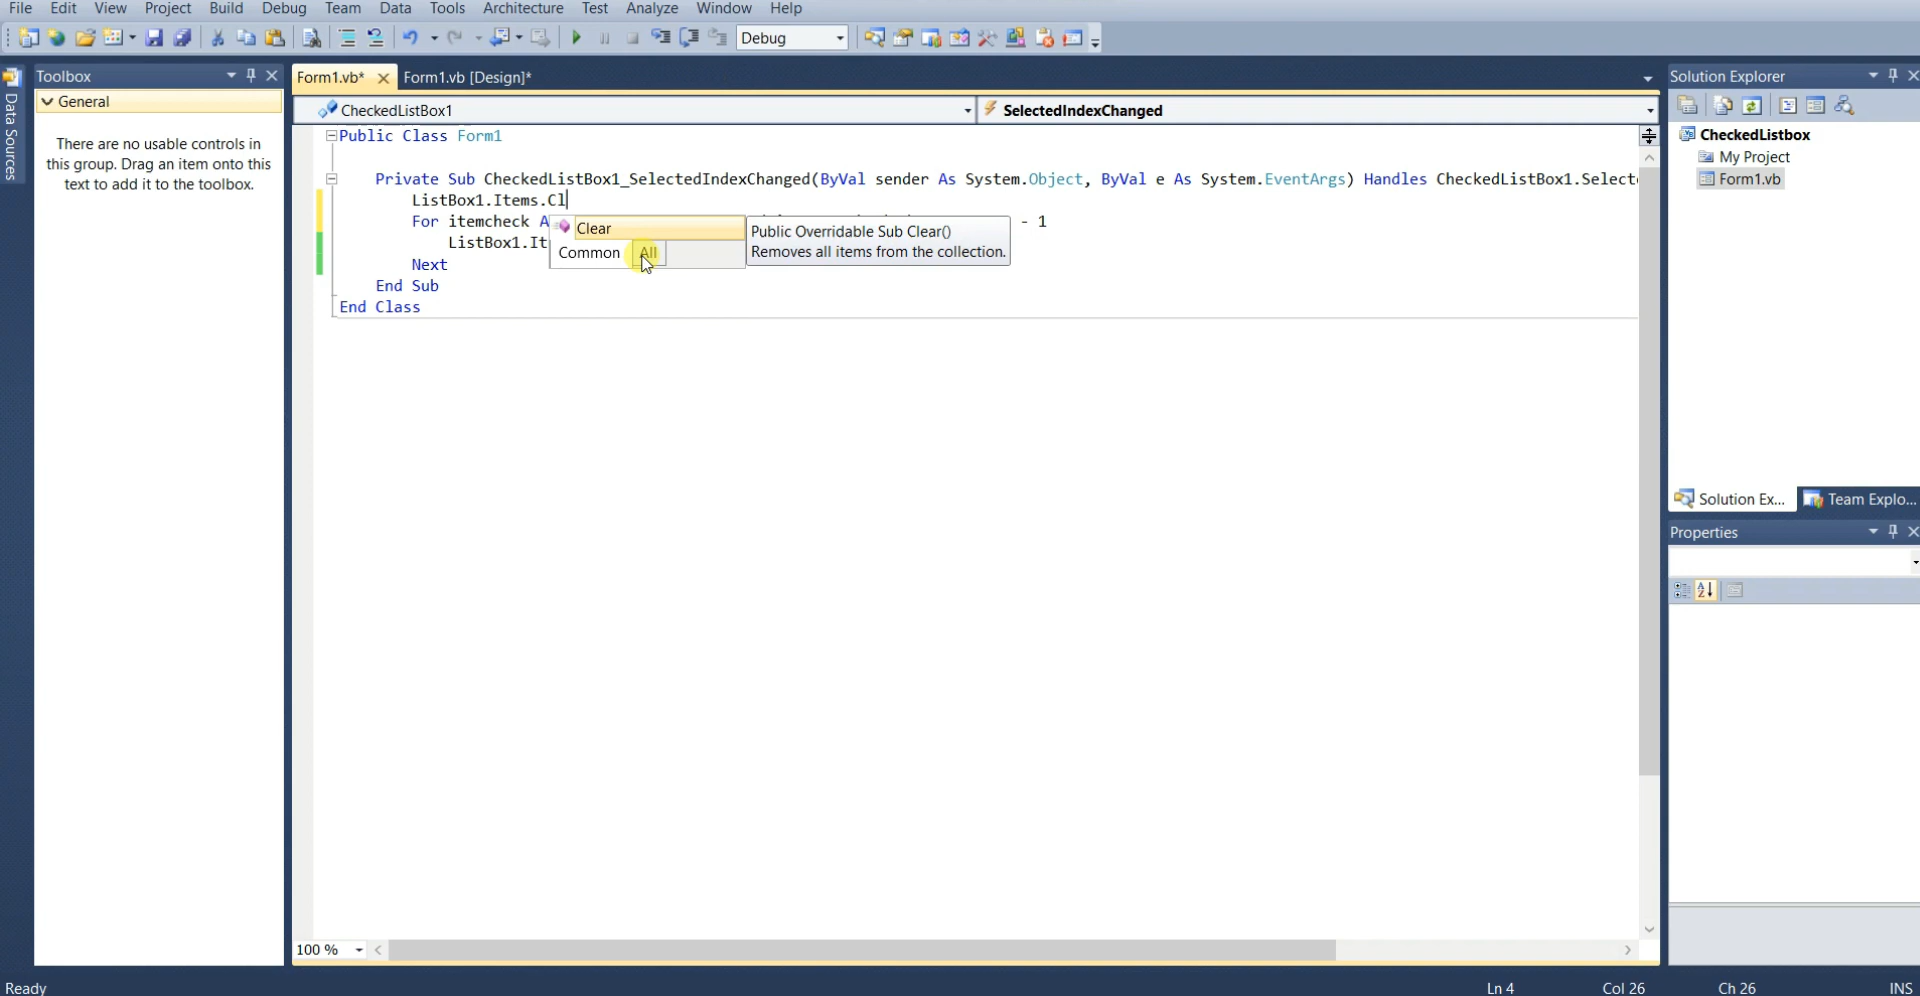 File Edit View Project Build Debug Team Data Tools Architecture Test Analyze Window Help
Debug
Data Sources
Toolbox
General
There are no usable controls in
this group. Drag an item onto this
text to add it to the toolbox.
Form1.vb* Form1.vb [Design]*
CheckedListBox1 SelectedIndexChanged
Public Class Form1
Private Sub CheckedListBox1_SelectedIndexChanged(ByVal sender As System.Object, ByVal e As System.EventArgs) Handles CheckedListBox1.Select
ListBox1.Items.Cl
For itemcheck A - 1
ListBox1.It
Next
End Sub
End Class
Clear
Common All
Public Overridable Sub Clear()
Removes all items from the collection.
100 %
Solution Explorer
CheckedListbox
My Project
Form1.vb
Solution Ex... Team Explo...
Properties
Ready Ln 4 Col 26 Ch 26 INS